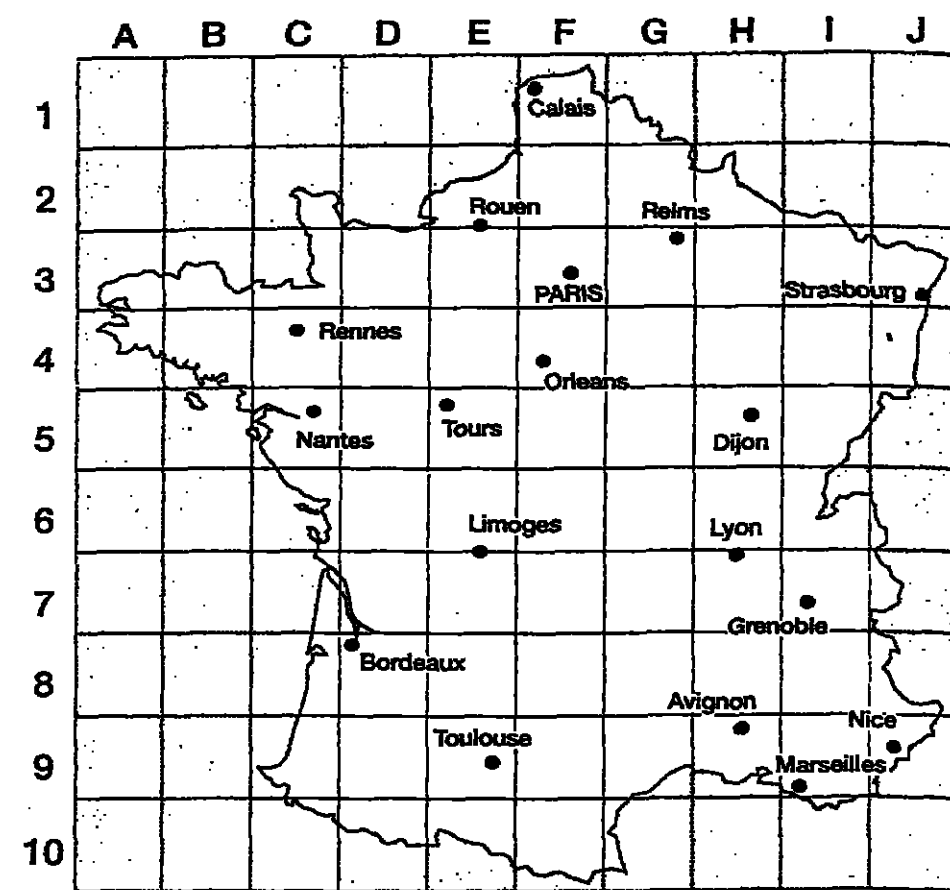 A B C D E F G H I J
1
Calais
2
Rouen
Reims
3
PARIS
Strasbourg
4
Rennes
Orleans
5
Nantes
Tours
Dijon
6
Limoges
Lyon
7
Grenoble
8
Bordeaux
Avignon
Nice
9
Toulouse
Marseilles
10